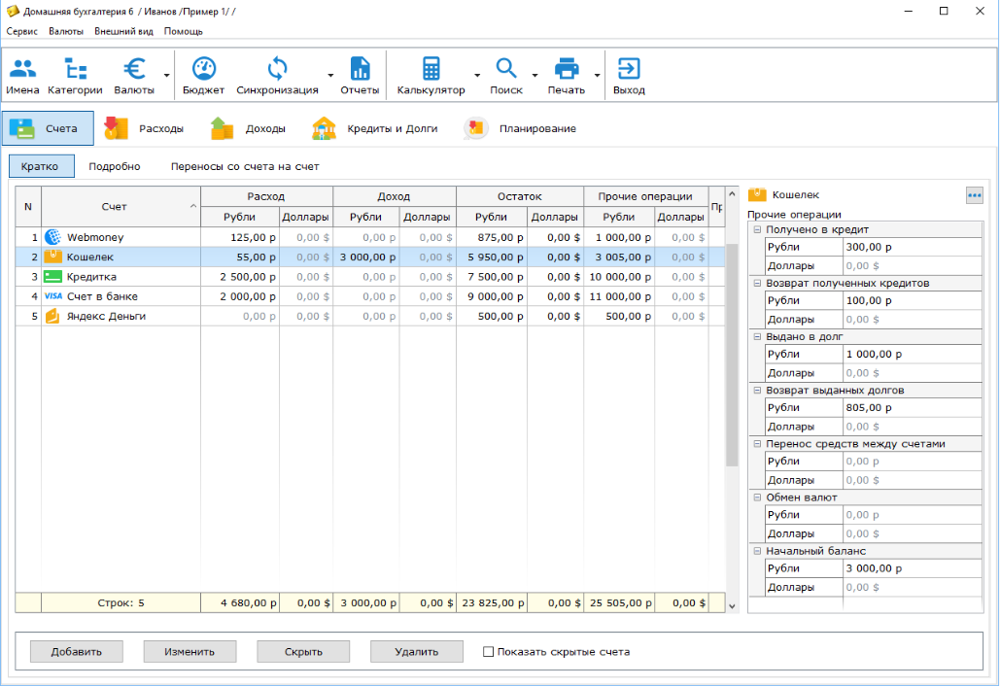 Домашняя бухгалтерия 6 / Иванов /Пример 1/ /
Сервис Валюты Внешний вид Помощь
Имена Категории Валюты Бюджет Синхронизация Отчеты Калькулятор Поиск Печать Выход
Счета Расходы Доходы Кредиты и Долги Планирование
Кратко Подробно Переносы со счета на счет
N Счет Расход Доход Остаток Прочие операции Пр
Рубли Доллары Рубли Доллары Рубли Доллары Рубли Доллары
1 Webmoney 125,00 р 0,00 $ 0,00 р 0,00 $ 875,00 р 0,00 $ 1 000,00 р 0,00 $
2 Кошелек 55,00 р 0,00 $ 3 000,00 р 0,00 $ 5 950,00 р 0,00 $ 3 005,00 р 0,00 $
3 Кредитка 2 500,00 р 0,00 $ 0,00 р 0,00 $ 7 500,00 р 0,00 $ 10 000,00 р 0,00 $
4 VISA Счет в банке 2 000,00 р 0,00 $ 0,00 р 0,00 $ 9 000,00 р 0,00 $ 11 000,00 р 0,00 $
5 Яндекс Деньги 0,00 р 0,00 $ 0,00 р 0,00 $ 500,00 р 0,00 $ 500,00 р 0,00 $
Строк: 5 4 680,00 р 0,00 $ 3 000,00 р 0,00 $ 23 825,00 р 0,00 $ 25 505,00 р 0,00 $
Кошелек
Прочие операции
Получено в кредит
Рубли 300,00 р
Доллары 0,00 $
Возврат полученных кредитов
Рубли 100,00 р
Доллары 0,00 $
Выдано в долг
Рубли 1 000,00 р
Доллары 0,00 $
Возврат выданных долгов
Рубли 805,00 р
Доллары 0,00 $
Перенос средств между счетами
Рубли 0,00 р
Доллары 0,00 $
Обмен валют
Рубли 0,00 р
Доллары 0,00 $
Начальный баланс
Рубли 3 000,00 р
Доллары 0,00 $
Добавить Изменить Скрыть Удалить Показать скрытые счета